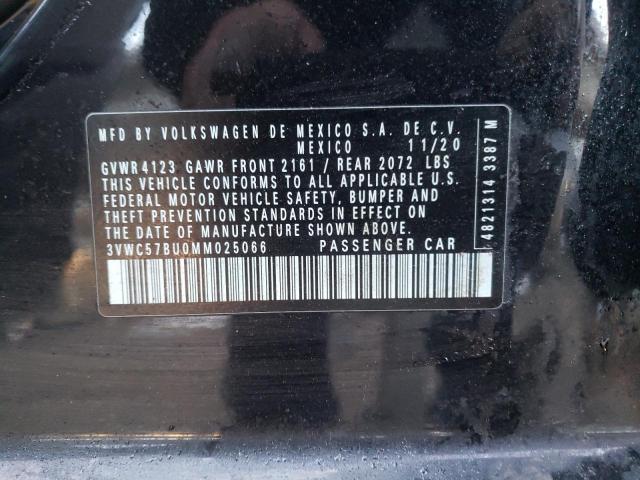 MFD BY VOLKSWAGEN DE MEXICO S.A. DE C.V.
MEXICO 11/20
GVWR 4123 GAWR FRONT 2161 / REAR 2072 LBS
THIS VEHICLE CONFORMS TO ALL APPLICABLE U.S.
FEDERAL MOTOR VEHICLE SAFETY, BUMPER AND
THEFT PREVENTION STANDARDS IN EFFECT ON
THE DATE OF MANUFACTURE SHOWN ABOVE.
3VWC57BU0MM025066 PASSENGER CAR
4821314 3387 M